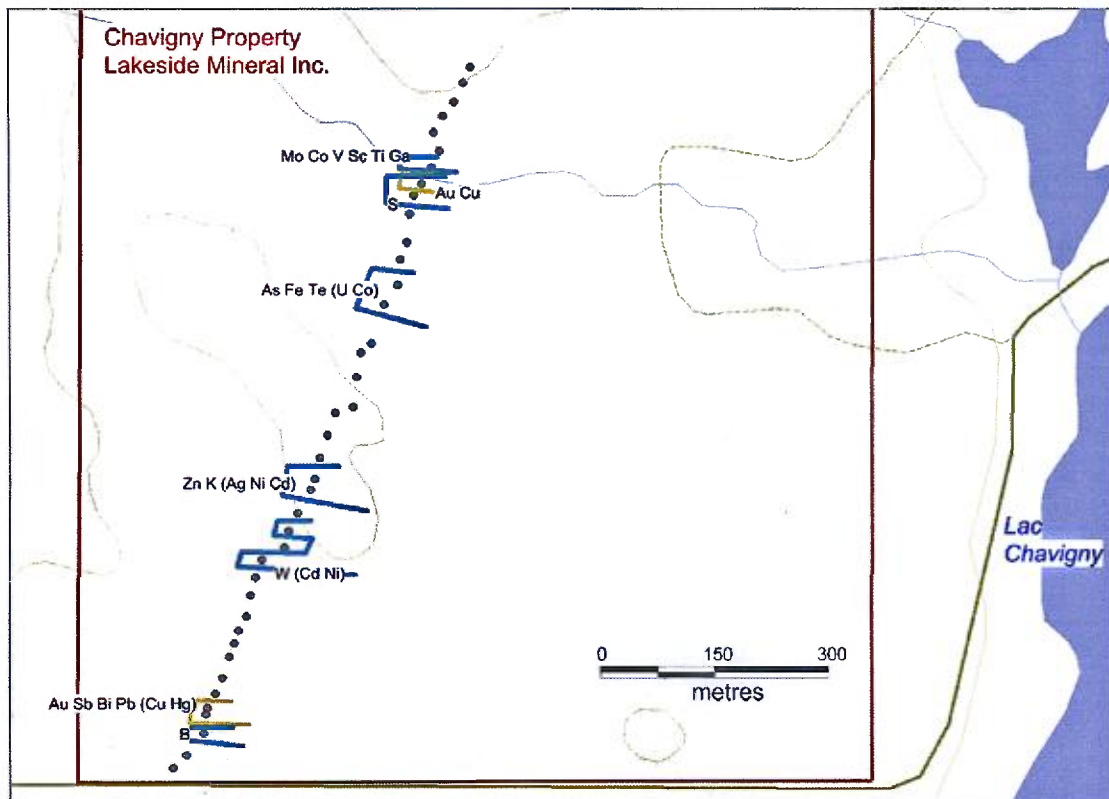 Chavigny Property
Lakeside Mineral Inc.
Mo Co V Sc Ti Ga
Au Cu
S
As Fe Te (U Co)
Zn K (Ag Ni Cd)
W (Cd Ni)
Lac
Chavigny
0 150 300
metres
Au Sb Bi Pb (Cu Hg)
B